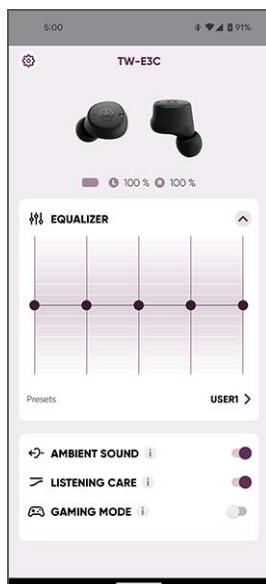 5:00 91%
TW-E3C
L 100 % R 100 %
EQUALIZER
Presets USER1
AMBIENT SOUND i
LISTENING CARE i
GAMING MODE i